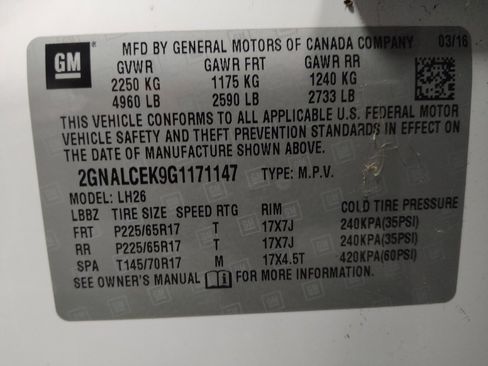 GM
MFD BY GENERAL MOTORS OF CANADA COMPANY 03/16
GVWR GAWR FRT GAWR RR
2250 KG 1175 KG 1240 KG
4960 LB 2590 LB 2733 LB
THIS VEHICLE CONFORMS TO ALL APPLICABLE U.S. FEDERAL MOTOR
VEHICLE SAFETY AND THEFT PREVENTION STANDARDS IN EFFECT ON
THE DATE OF MANUFACTURE SHOWN ABOVE.
2GNALCEK9G1171147 TYPE: M.P.V.
MODEL: LH26
LBBZ TIRE SIZE SPEED RTG RIM COLD TIRE PRESSURE
FRT P225/65R17 T 17X7J 240KPA(35PSI)
RR P225/65R17 T 17X7J 240KPA(35PSI)
SPA T145/70R17 M 17X4.5T 420KPA(60PSI)
SEE OWNER'S MANUAL FOR MORE INFORMATION.